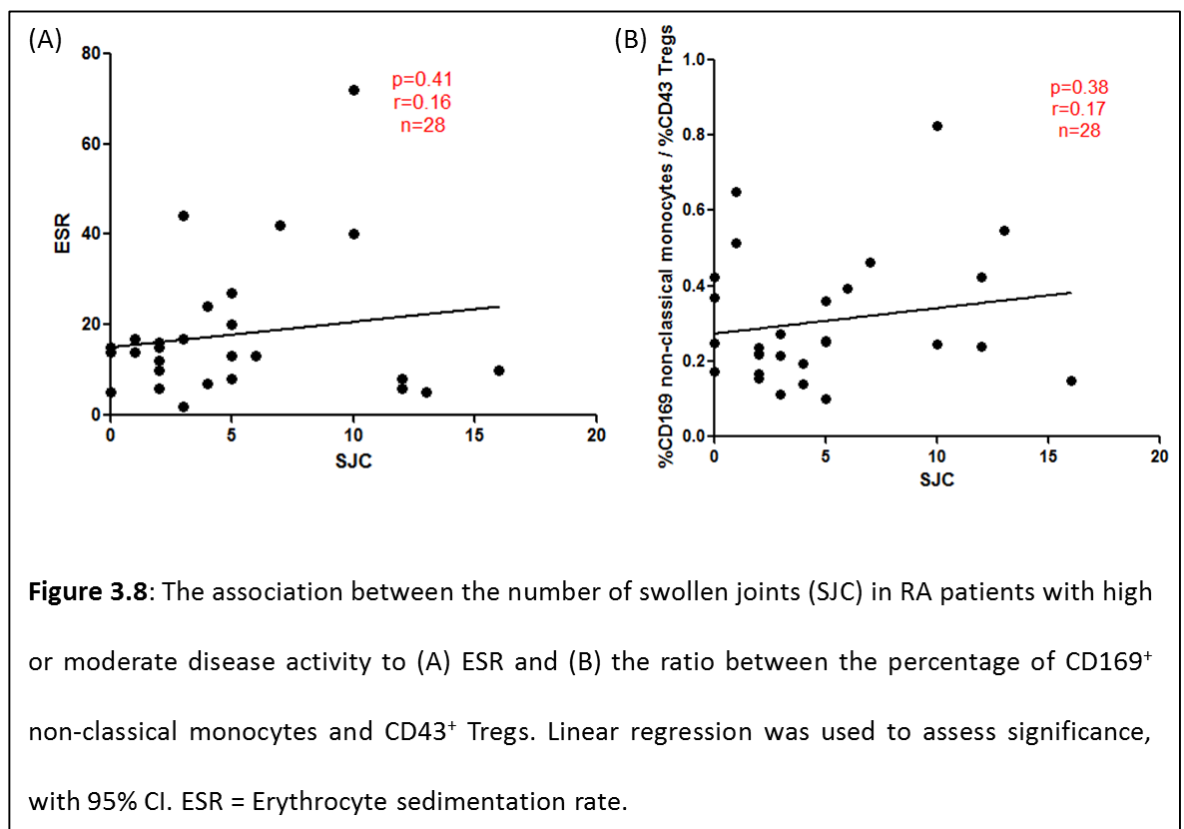 (A)
80
60
40
20
0
ESR
0 5 10 15 20
SJC
p=0.41
r=0.16
n=28
(B)
1.0
0.8
0.6
0.4
0.2
0.0
%CD169 non-classical monocytes / %CD43 Tregs
0 5 10 15 20
SJC
p=0.38
r=0.17
n=28
Figure 3.8: The association between the number of swollen joints (SJC) in RA patients with high
or moderate disease activity to (A) ESR and (B) the ratio between the percentage of CD169⁺
non-classical monocytes and CD43⁺ Tregs. Linear regression was used to assess significance,
with 95% CI. ESR = Erythrocyte sedimentation rate.